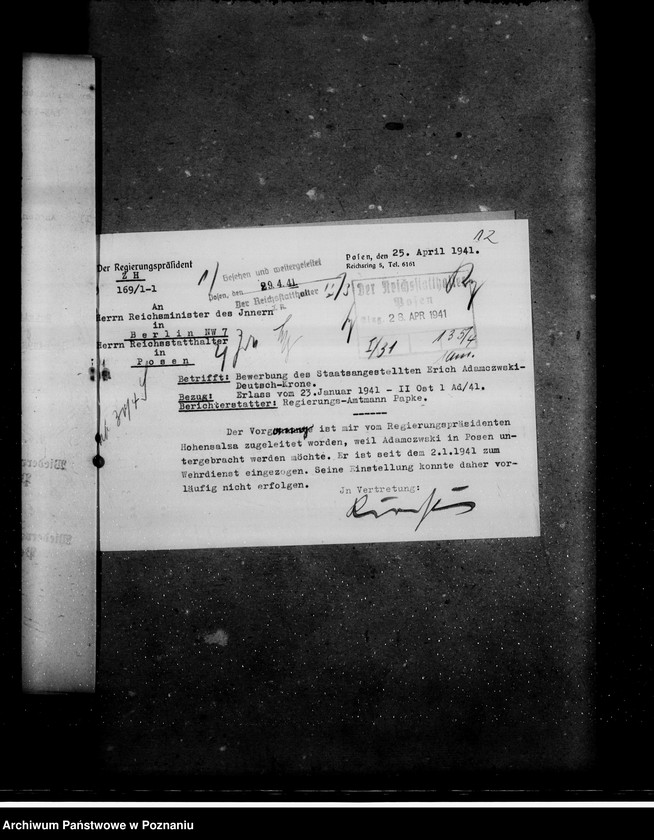 12
Der Regierungspräsident
Z H
169/1-1
Posen, den 25. April 1941.
Reichsring 5, Tel. 6161
1/
Gesehen und weitergeleitet
Posen, den 29.4.41
Der Reichsstatthalter
Der Reichsstatthalter
Posen
Eing. 28. APR 1941
I/31
An
Herrn Reichsminister des Jnnern
in
Berlin NW 7
Herrn Reichsstatthalter
in
Posen
Betrifft: Bewerbung des Staatsangestellten Erich Adamczwski-
Deutsch-Krone.
Bezug: Erlass vom 23.Januar 1941 - II Ost 1 Ad/41.
Berichterstatter: Regierungs-Amtmann Papke.
Der Vorgang ist mir vom Regierungspräsidenten
Hohensalza zugeleitet worden, weil Adamczwski in Posen un-
tergebracht werden möchte. Er ist seit dem 2.1.1941 zum
Wehrdienst eingezogen. Seine Einstellung konnte daher vor-
läufig nicht erfolgen.
Jn Vertretung:
Archiwum Państwowe w Poznaniu